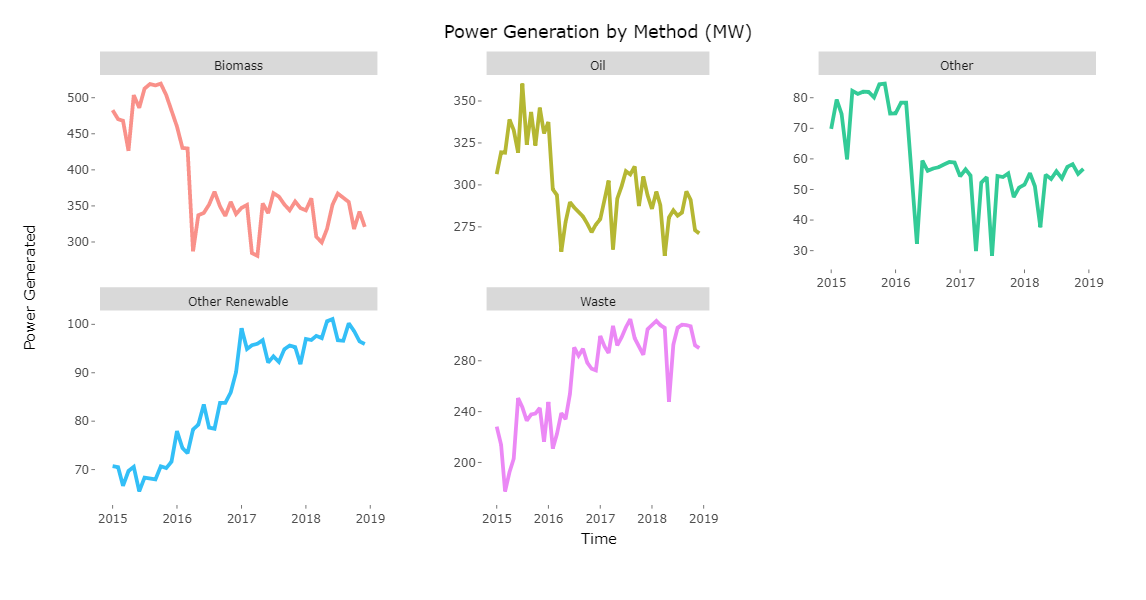 Power Generation by Method (MW)
Biomass
500
450
400
350
300
Oil
350
325
300
275
Other
80
70
60
50
40
30
2015 2016 2017 2018 2019
Power Generated
Other Renewable
100
90
80
70
2015 2016 2017 2018 2019
Waste
280
240
200
2015 2016 2017 2018 2019
Time